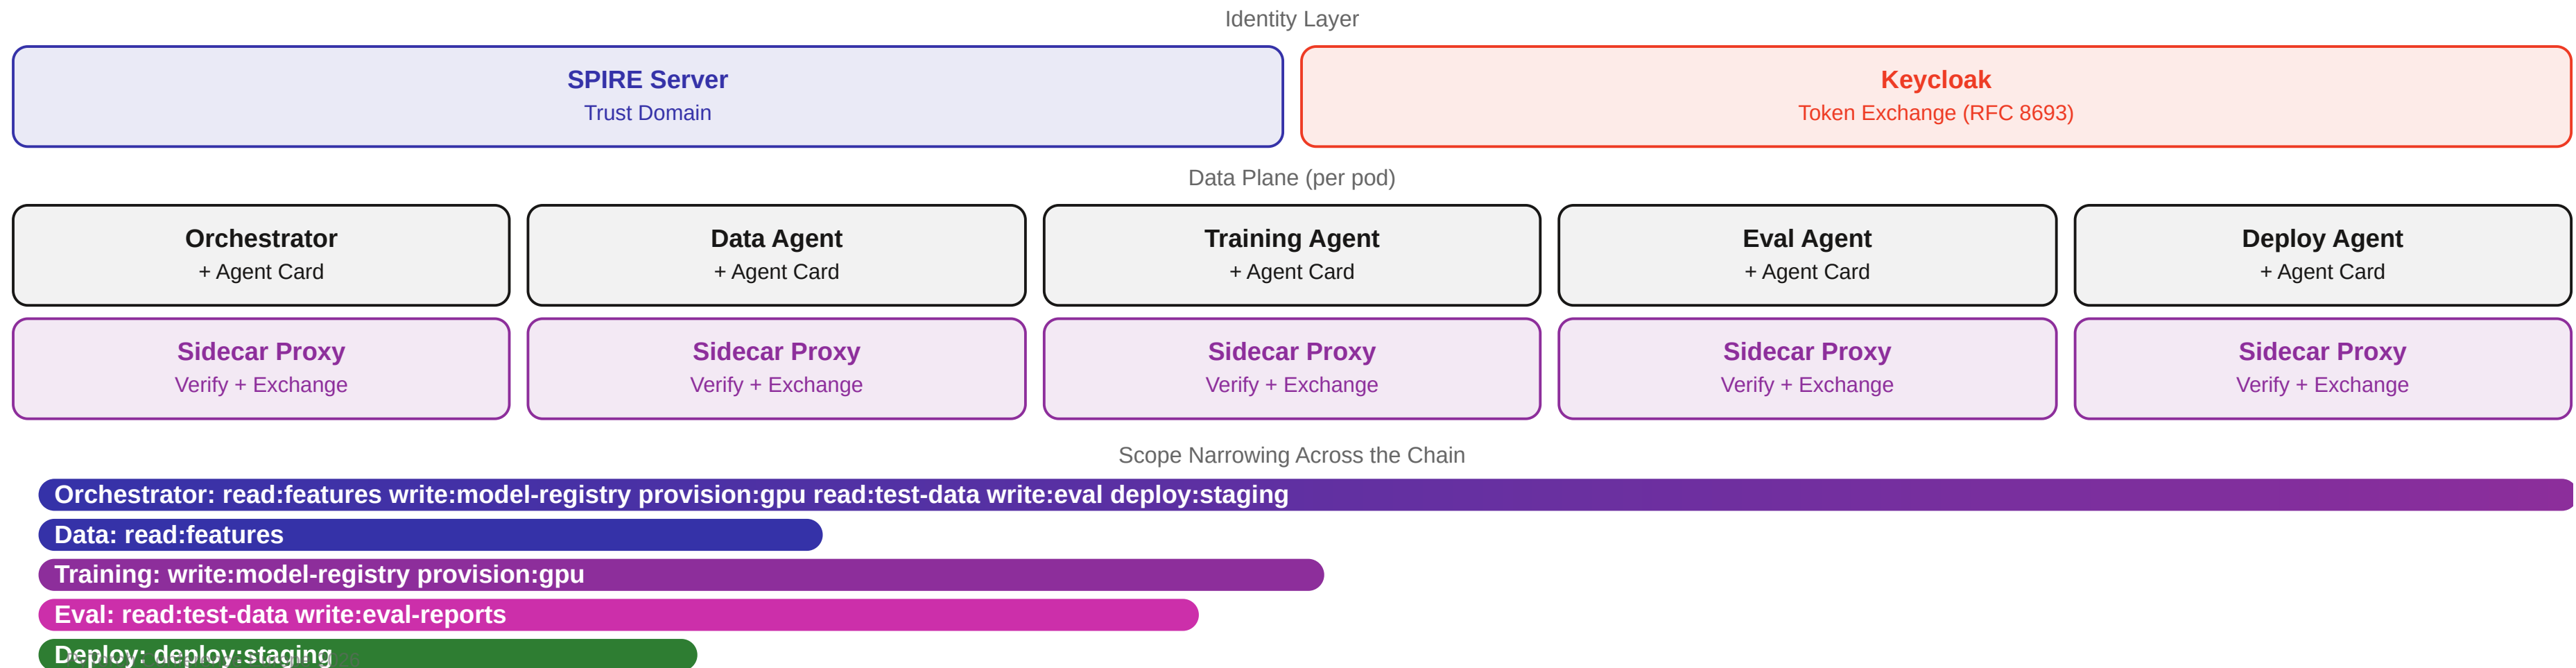 Identity Layer
SPIRE Server
Trust Domain
Keycloak
Token Exchange (RFC 8693)
Data Plane (per pod)
Orchestrator
+ Agent Card
Data Agent
+ Agent Card
Training Agent
+ Agent Card
Eval Agent
+ Agent Card
Deploy Agent
+ Agent Card
Sidecar Proxy
Verify + Exchange
Sidecar Proxy
Verify + Exchange
Sidecar Proxy
Verify + Exchange
Sidecar Proxy
Verify + Exchange
Sidecar Proxy
Verify + Exchange
Scope Narrowing Across the Chain
Orchestrator: read:features write:model-registry provision:gpu read:test-data write:eval deploy:staging
Data: read:features
Training: write:model-registry provision:gpu
Eval: read:test-data write:eval-reports
Deploy: deploy:staging